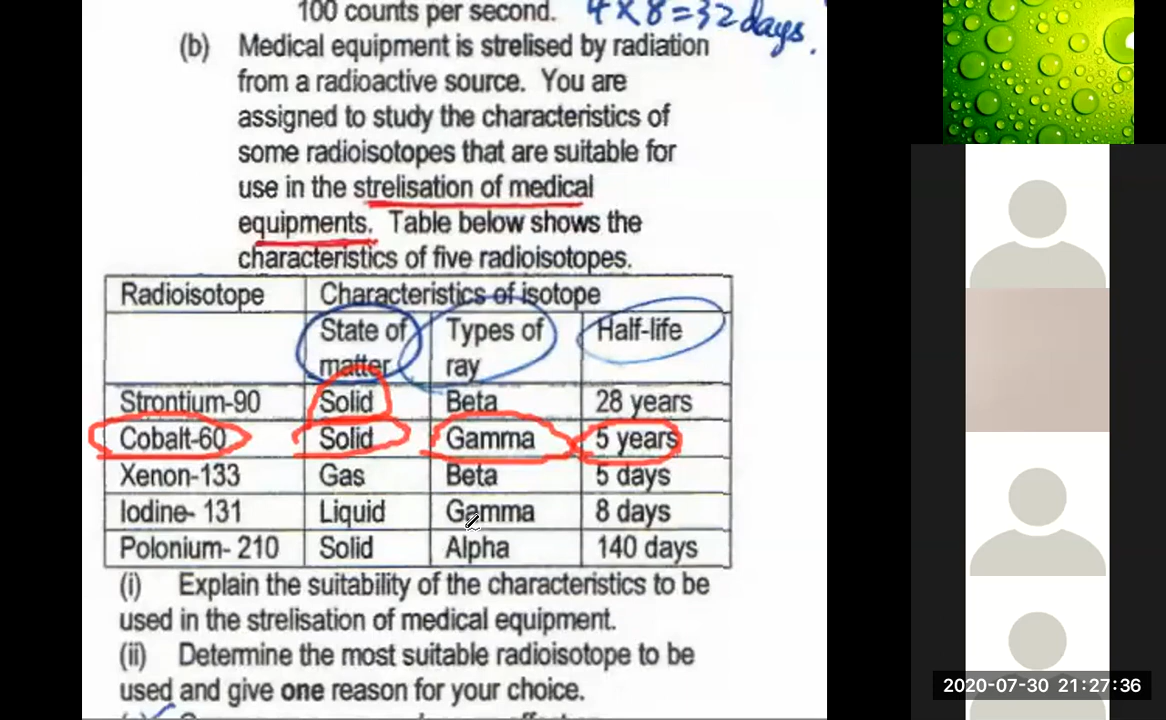 100 counts per second. 4 x 8 = 32 days.
(b) Medical equipment is strelised by radiation
from a radioactive source. You are
assigned to study the characteristics of
some radioisotopes that are suitable for
use in the strelisation of medical
equipments. Table below shows the
characteristics of five radioisotopes.
Radioisotope Characteristics of isotope
State of matter Types of ray Half-life
Strontium-90 Solid Beta 28 years
Cobalt-60 Solid Gamma 5 years
Xenon-133 Gas Beta 5 days
Iodine- 131 Liquid Gamma 8 days
Polonium- 210 Solid Alpha 140 days
(i) Explain the suitability of the characteristics to be
used in the strelisation of medical equipment.
(ii) Determine the most suitable radioisotope to be
used and give one reason for your choice.
2020-07-30 21:27:36